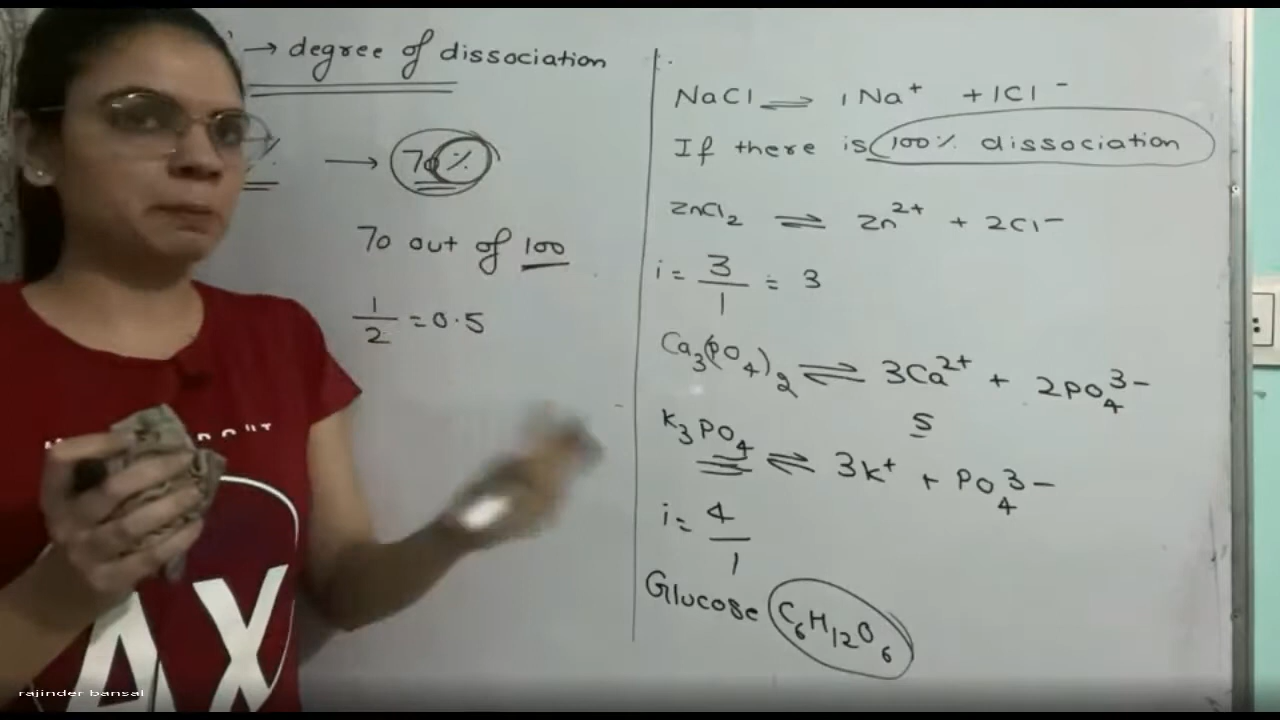 → degree of dissociation
% → 70%
70 out of 100
1/2 = 0.5
NaCl ⇌ 1Na⁺ + 1Cl⁻
If there is 100% dissociation
ZnCl₂ ⇌ Zn²⁺ + 2Cl⁻
i = 3/1 = 3
Ca₃(PO₄)₂ ⇌ 3Ca²⁺ + 2PO₄³⁻
5
K₃PO₄ ⇌ 3K⁺ + PO₄³⁻
i = 4/1
Glucose C₆H₁₂O₆
AX
rajinder bansal